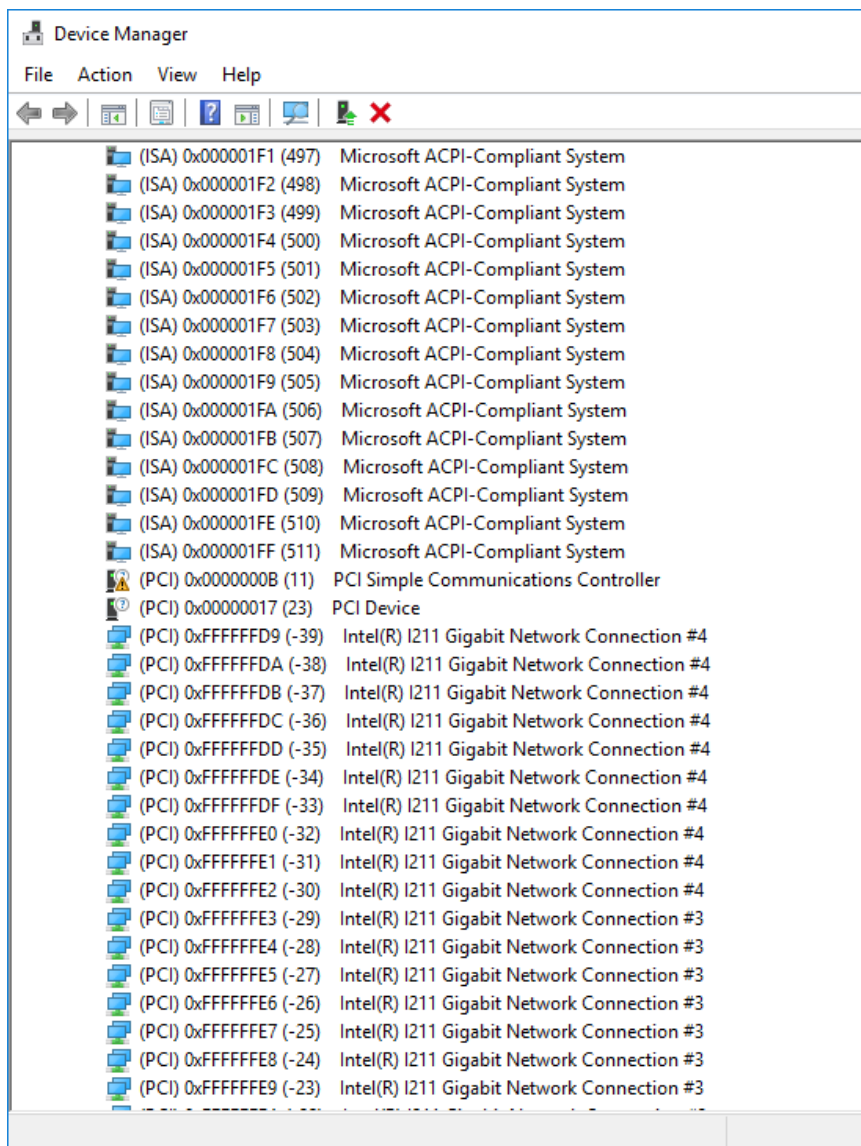 Device Manager
File Action View Help
(ISA) 0x000001F1 (497) Microsoft ACPI-Compliant System
(ISA) 0x000001F2 (498) Microsoft ACPI-Compliant System
(ISA) 0x000001F3 (499) Microsoft ACPI-Compliant System
(ISA) 0x000001F4 (500) Microsoft ACPI-Compliant System
(ISA) 0x000001F5 (501) Microsoft ACPI-Compliant System
(ISA) 0x000001F6 (502) Microsoft ACPI-Compliant System
(ISA) 0x000001F7 (503) Microsoft ACPI-Compliant System
(ISA) 0x000001F8 (504) Microsoft ACPI-Compliant System
(ISA) 0x000001F9 (505) Microsoft ACPI-Compliant System
(ISA) 0x000001FA (506) Microsoft ACPI-Compliant System
(ISA) 0x000001FB (507) Microsoft ACPI-Compliant System
(ISA) 0x000001FC (508) Microsoft ACPI-Compliant System
(ISA) 0x000001FD (509) Microsoft ACPI-Compliant System
(ISA) 0x000001FE (510) Microsoft ACPI-Compliant System
(ISA) 0x000001FF (511) Microsoft ACPI-Compliant System
(PCI) 0x0000000B (11) PCI Simple Communications Controller
(PCI) 0x00000017 (23) PCI Device
(PCI) 0xFFFFFFD9 (-39) Intel(R) I211 Gigabit Network Connection #4
(PCI) 0xFFFFFFDA (-38) Intel(R) I211 Gigabit Network Connection #4
(PCI) 0xFFFFFFDB (-37) Intel(R) I211 Gigabit Network Connection #4
(PCI) 0xFFFFFFDC (-36) Intel(R) I211 Gigabit Network Connection #4
(PCI) 0xFFFFFFDD (-35) Intel(R) I211 Gigabit Network Connection #4
(PCI) 0xFFFFFFDE (-34) Intel(R) I211 Gigabit Network Connection #4
(PCI) 0xFFFFFFDF (-33) Intel(R) I211 Gigabit Network Connection #4
(PCI) 0xFFFFFFE0 (-32) Intel(R) I211 Gigabit Network Connection #4
(PCI) 0xFFFFFFE1 (-31) Intel(R) I211 Gigabit Network Connection #4
(PCI) 0xFFFFFFE2 (-30) Intel(R) I211 Gigabit Network Connection #4
(PCI) 0xFFFFFFE3 (-29) Intel(R) I211 Gigabit Network Connection #3
(PCI) 0xFFFFFFE4 (-28) Intel(R) I211 Gigabit Network Connection #3
(PCI) 0xFFFFFFE5 (-27) Intel(R) I211 Gigabit Network Connection #3
(PCI) 0xFFFFFFE6 (-26) Intel(R) I211 Gigabit Network Connection #3
(PCI) 0xFFFFFFE7 (-25) Intel(R) I211 Gigabit Network Connection #3
(PCI) 0xFFFFFFE8 (-24) Intel(R) I211 Gigabit Network Connection #3
(PCI) 0xFFFFFFE9 (-23) Intel(R) I211 Gigabit Network Connection #3